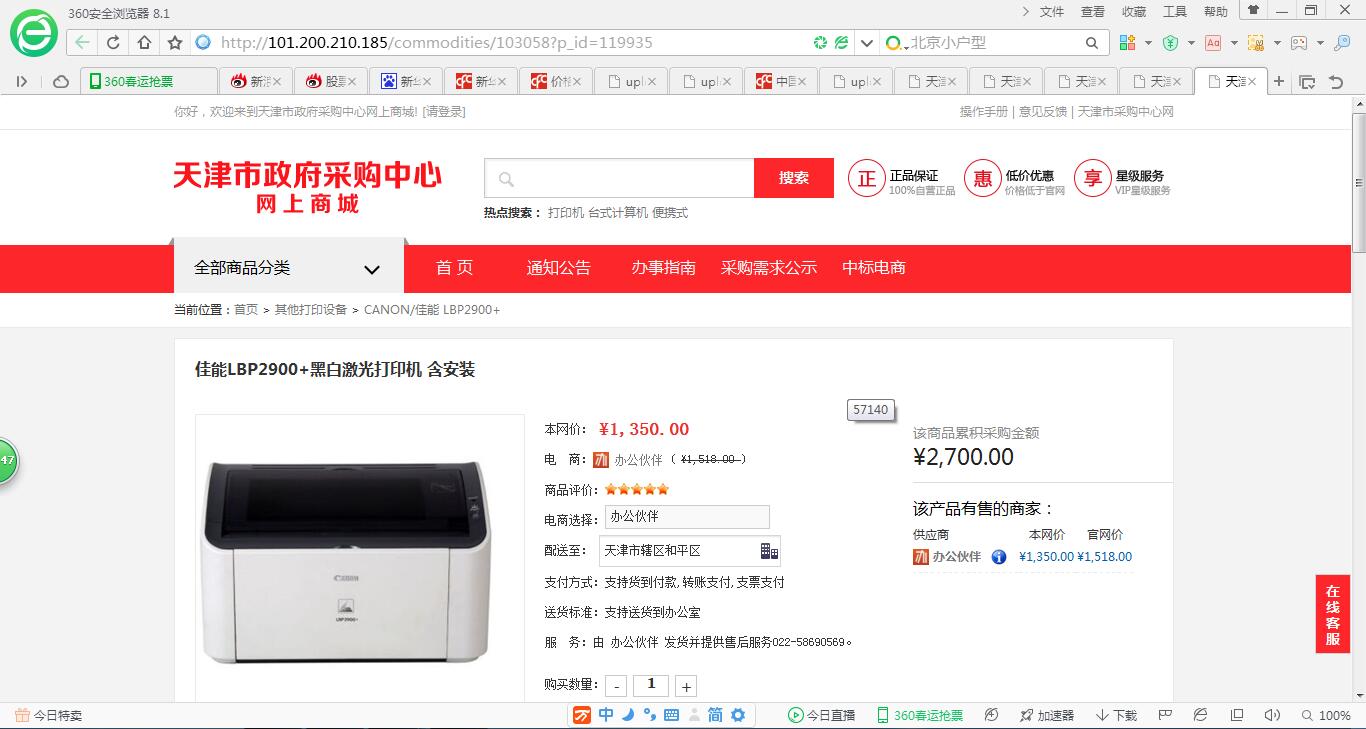 360安全浏览器 8.1
文件 查看 收藏 工具 帮助
http://101.200.210.185/commodities/103058?p_id=119935
北京小户型
360春运抢票
新浪
股票
新华
新华
价格
upl
upl
中国
upl
天津
天津
天津
天津
天津
你好，欢迎来到天津市政府采购中心网上商城! [请登录]
操作手册 | 意见反馈 | 天津市采购中心网
天津市政府采购中心
网上商城
搜索
热点搜索： 打印机 台式计算机 便携式
正 正品保证
100%自营正品
惠 低价优惠
价格低于官网
享 星级服务
VIP星级服务
全部商品分类
首 页 通知公告 办事指南 采购需求公示 中标电商
当前位置：首页 > 其他打印设备 > CANON/佳能 LBP2900+
佳能LBP2900+黑白激光打印机 含安装
Canon
LBP2900+
57140
本网价： ¥1,350.00
电 商： 办公伙伴 ( ¥1,518.00 )
商品评价：
电商选择： 办公伙伴
配送至： 天津市辖区和平区
支付方式：支持货到付款,转账支付,支票支付
送货标准：支持送货到办公室
服 务：由 办公伙伴 发货并提供售后服务022-58690569。
购买数量： - 1 +
该商品累积采购金额
¥2,700.00
该产品有售的商家：
供应商 本网价 官网价
办公伙伴 ¥1,350.00 ¥1,518.00
在线客服
47
今日特卖
中 简
今日直播
360春运抢票
加速器
下载
100%